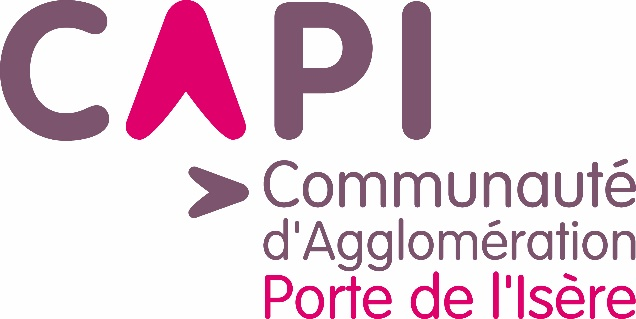 CAPI
Communauté
d'Agglomération
Porte de l'Isère